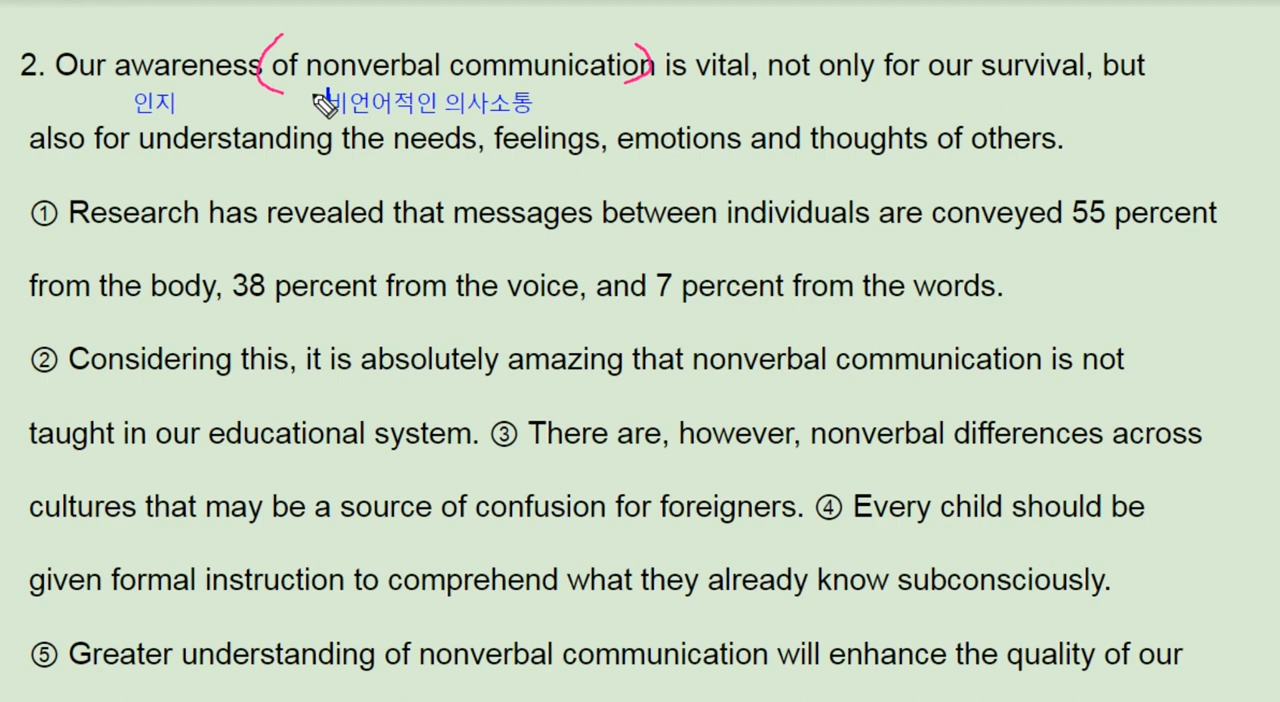 2. Our awareness of nonverbal communication is vital, not only for our survival, but
인지 비언어적인 의사소통
also for understanding the needs, feelings, emotions and thoughts of others.
① Research has revealed that messages between individuals are conveyed 55 percent
from the body, 38 percent from the voice, and 7 percent from the words.
② Considering this, it is absolutely amazing that nonverbal communication is not
taught in our educational system. ③ There are, however, nonverbal differences across
cultures that may be a source of confusion for foreigners. ④ Every child should be
given formal instruction to comprehend what they already know subconsciously.
⑤ Greater understanding of nonverbal communication will enhance the quality of our